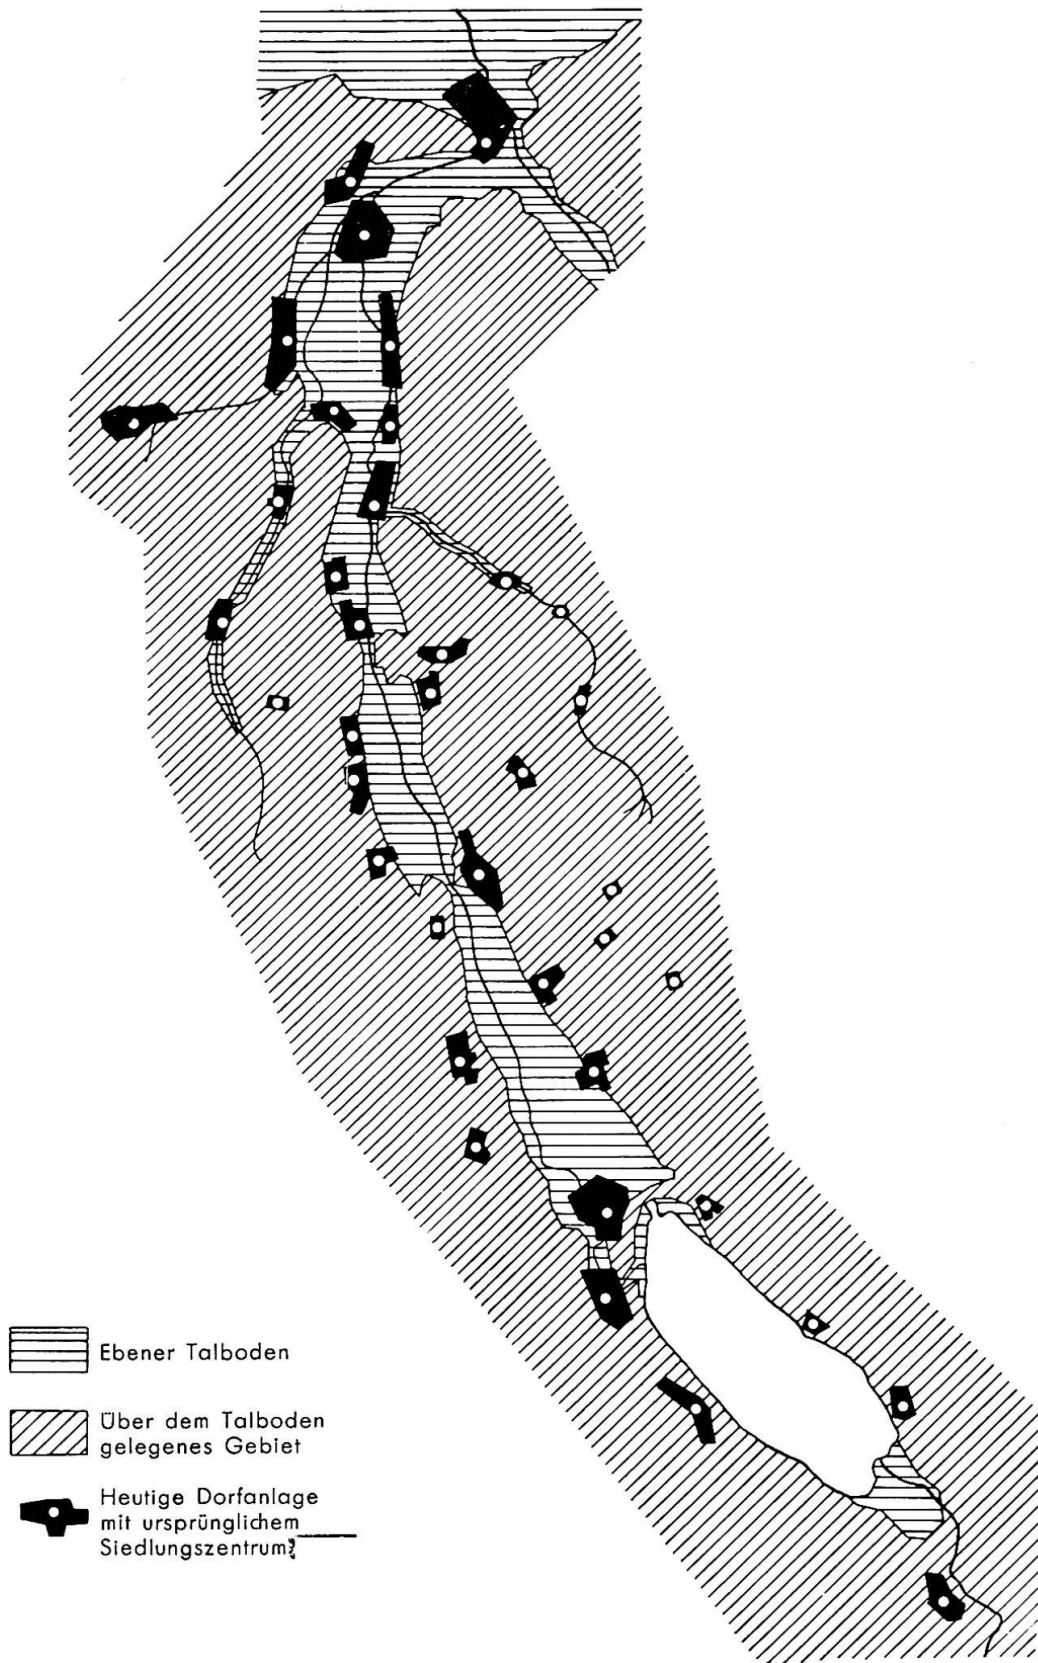 Ebener Talboden
Über dem Talboden
gelegenes Gebiet
Heutige Dorfanlage
mit ursprünglichem
Siedlungszentrum